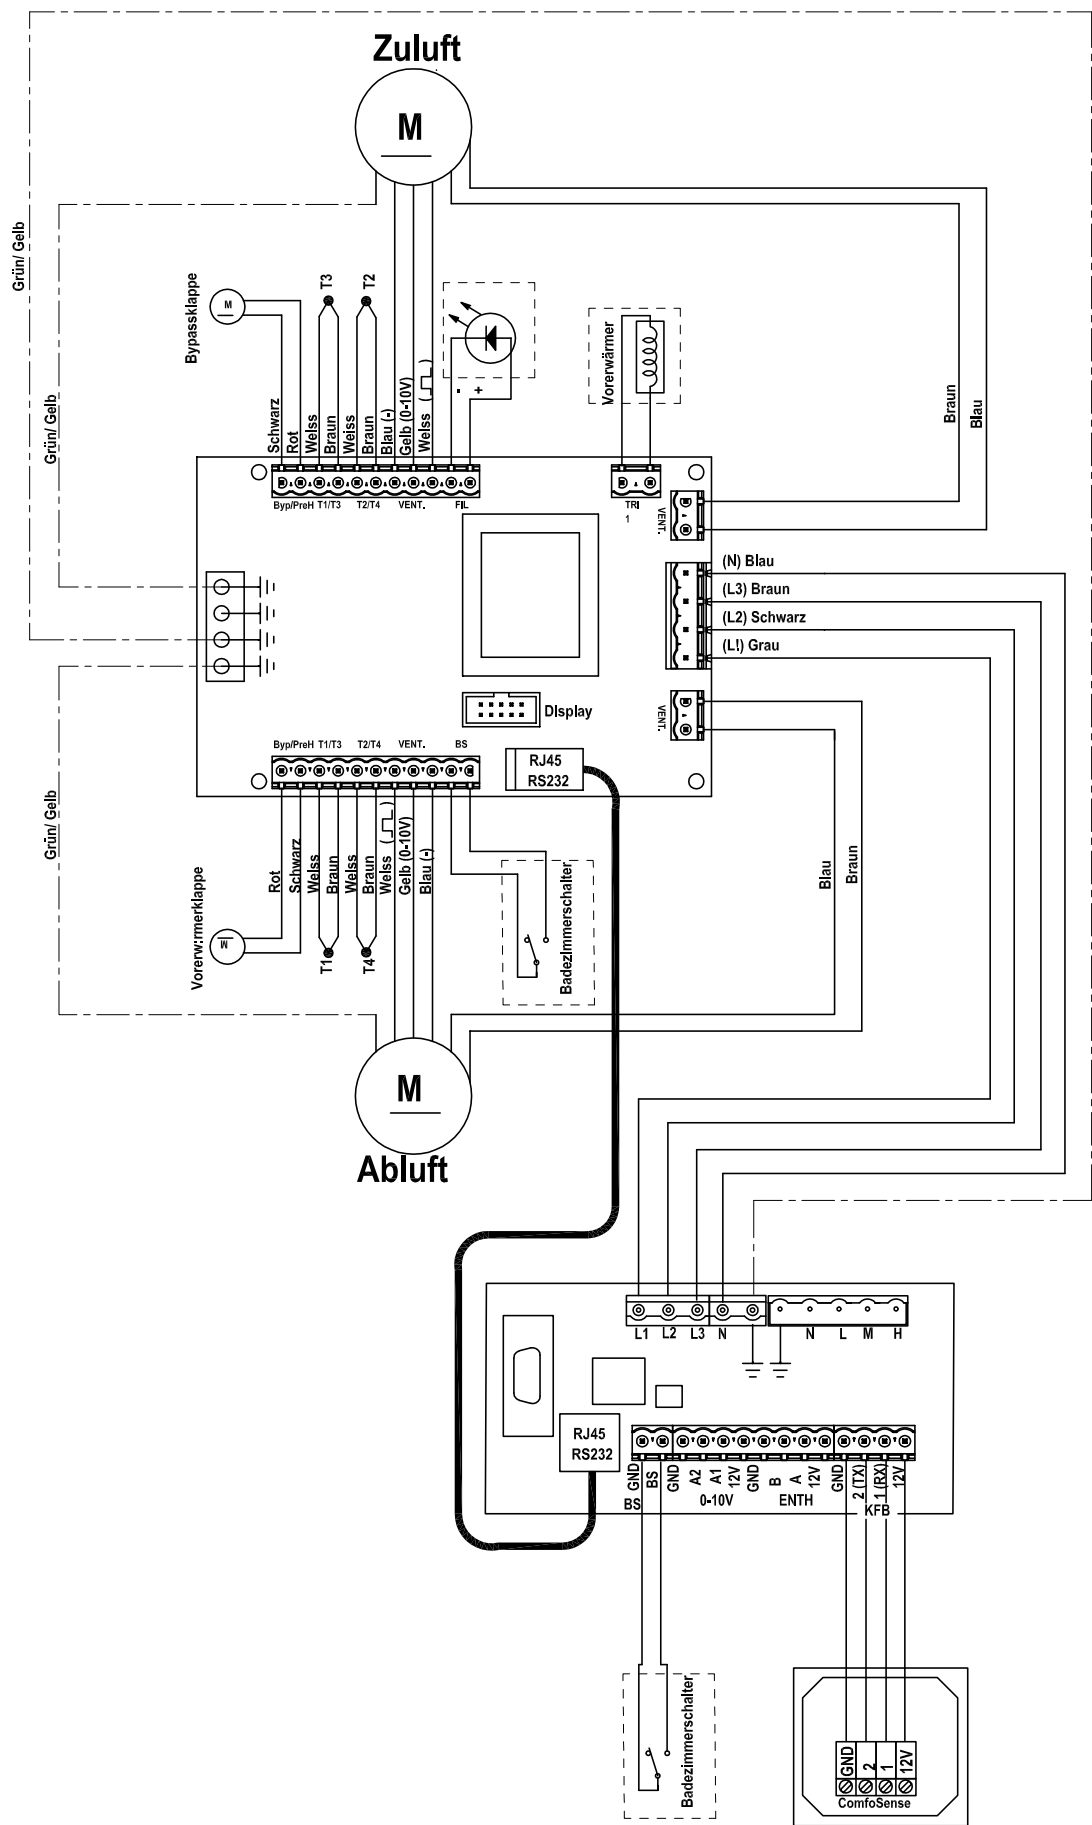 Zuluft
M
Grün/ Gelb
Grün/ Gelb
Bypassklappe
M
T3
T2
Schwarz
Rot
Weiss
Braun
Weiss
Braun
Blau (-)
Gelb (0-10V)
Weiss
( )
- +
Vorerwärmer
Braun
Blau
Byp/PreH T1/T3 T2/T4 VENT. FIL
TRI
1
VENT.
(N) Blau
(L3) Braun
(L2) Schwarz
(L!) Grau
Display
VENT.
Byp/PreH T1/T3 T2/T4 VENT. BS
RJ45
RS232
Grün/ Gelb
Vorerw:rmerklappe
M
Rot
Schwarz
Weiss
Braun
Weiss
Braun
Weiss
( )
Gelb (0-10V)
Blau (-)
T1
T4
Badezimmerschalter
Blau
Braun
M
Abluft
L1 L2 L3 N N L M H
RJ45
RS232
GND
BS
GND
A2
A1
12V
GND
B
A
12V
GND
2 (TX)
1 (RX)
12V
BS 0-10V ENTH KFB
Badezimmerschalter
GND
2
1
12V
ComfoSense